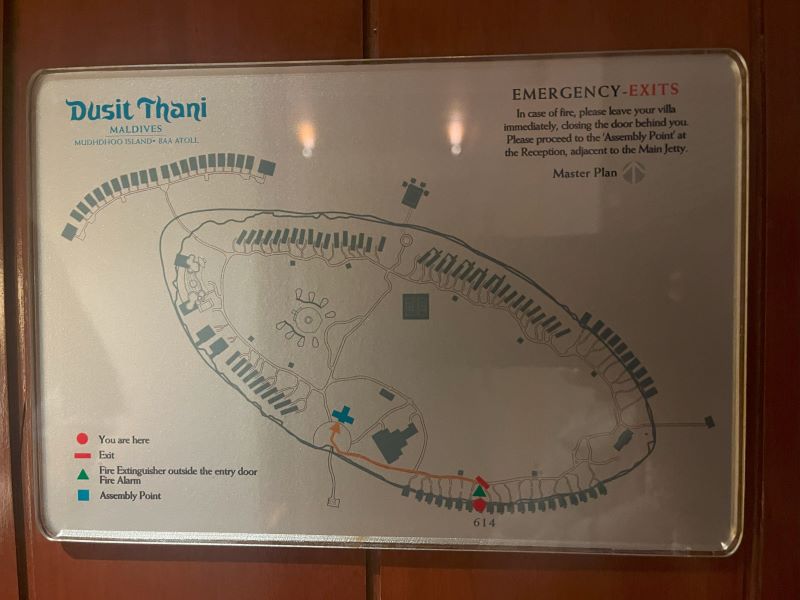 Dusit Thani
MALDIVES
MUDHDHOO ISLAND • BAA ATOLL
EMERGENCY-EXITS
In case of fire, please leave your villa
immediately, closing the door behind you.
Please proceed to the 'Assembly Point' at
the Reception, adjacent to the Main Jetty.
Master Plan
You are here
Exit
Fire Extinguisher outside the entry door
Fire Alarm
Assembly Point
614